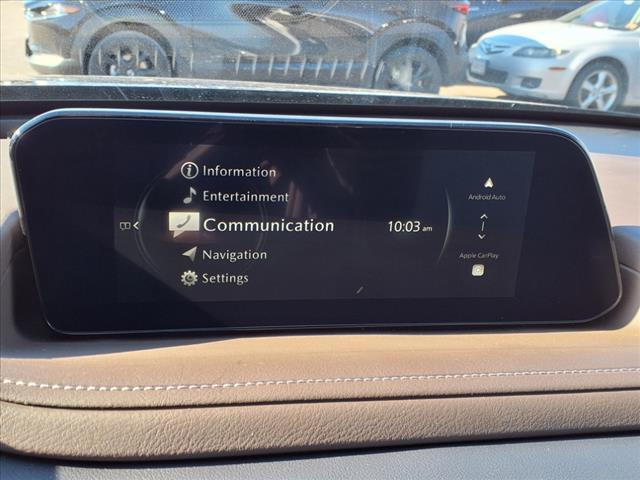 Information
Entertainment
Communication
Navigation
Settings
10:03 am
Android Auto
Apple CarPlay